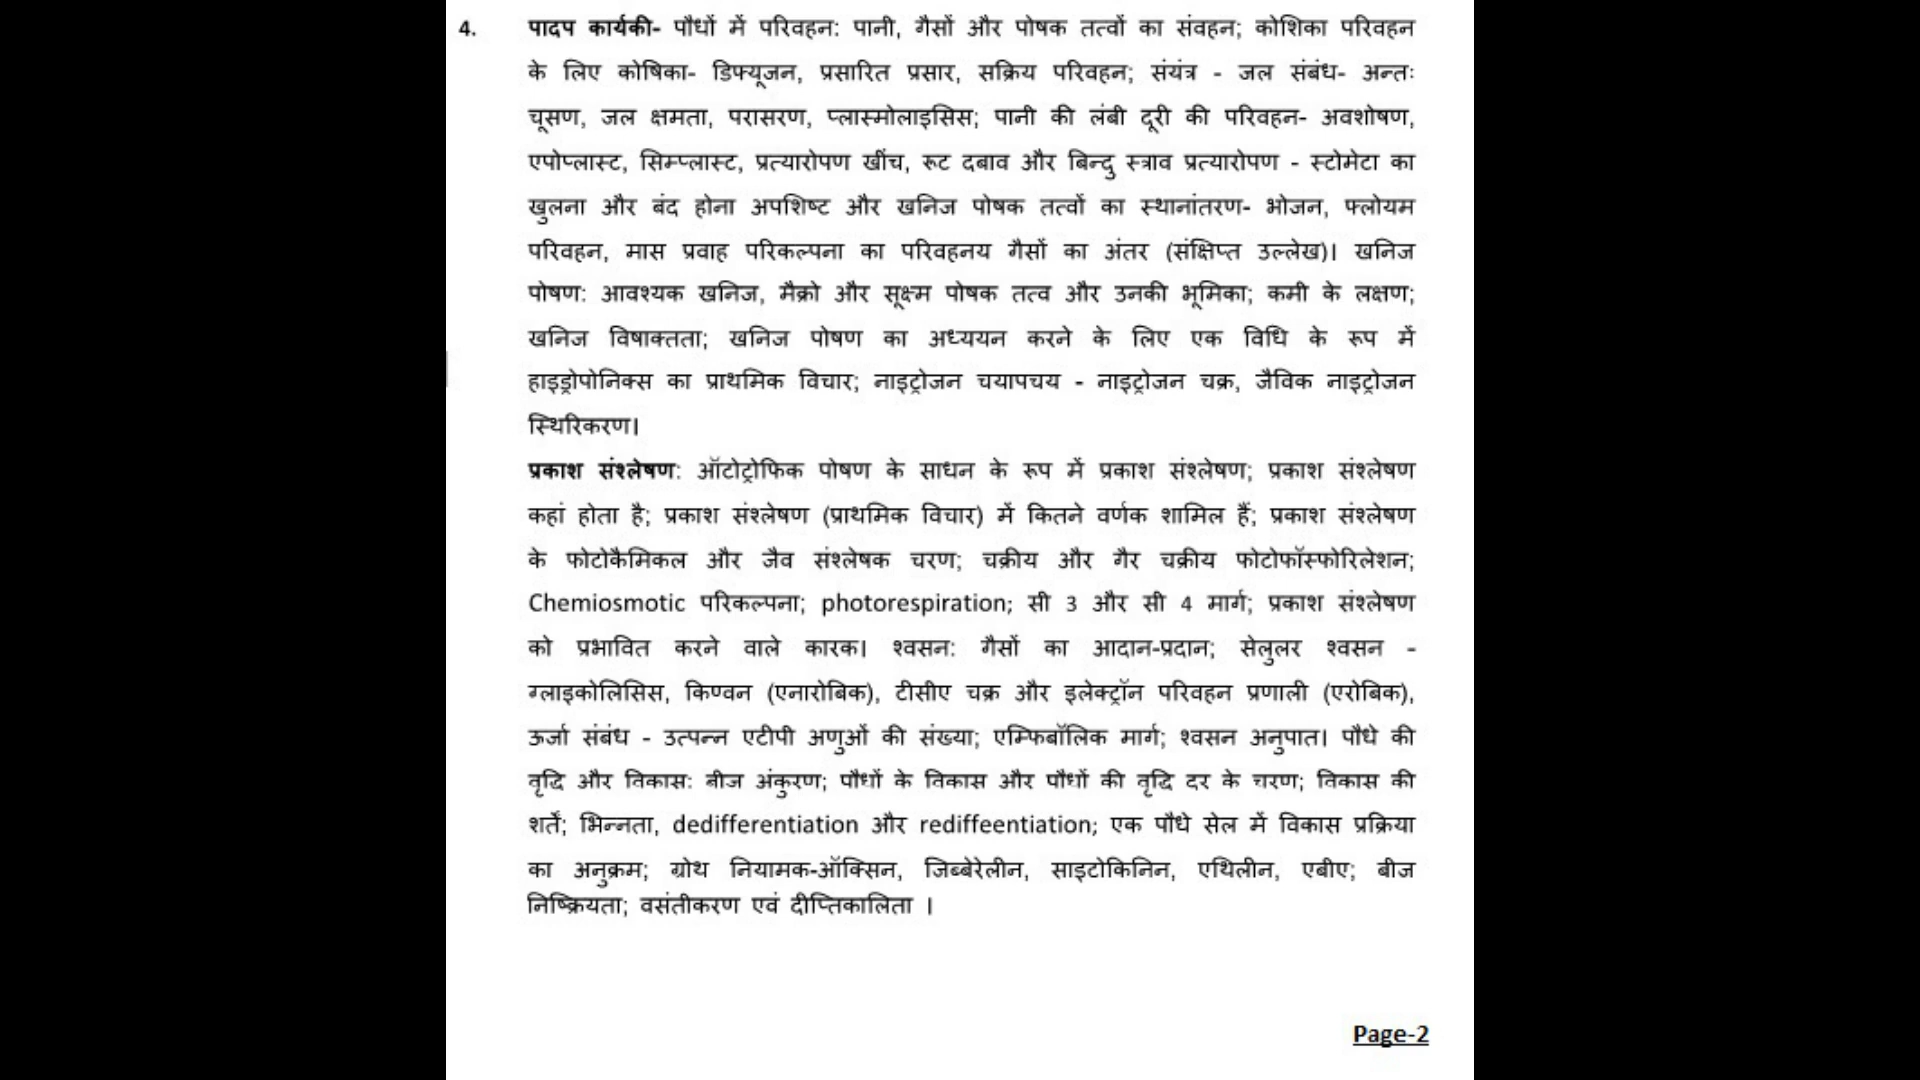 4. पादप कार्यकी- पौधों में परिवहन: पानी, गैसों और पोषक तत्वों का संवहन; कोशिका परिवहन
के लिए कोषिका- डिफ्यूजन, प्रसारित प्रसार, सक्रिय परिवहन; संयंत्र - जल संबंध- अन्तः
चूसण, जल क्षमता, परासरण, प्लास्मोलाइसिस; पानी की लंबी दूरी की परिवहन- अवशोषण,
एपोप्लास्ट, सिम्प्लास्ट, प्रत्यारोपण खींच, रूट दबाव और बिन्दु स्त्राव प्रत्यारोपण - स्टोमेटा का
खुलना और बंद होना अपशिष्ट और खनिज पोषक तत्वों का स्थानांतरण- भोजन, फ्लोयम
परिवहन, मास प्रवाह परिकल्पना का परिवहनय गैसों का अंतर (संक्षिप्त उल्लेख)। खनिज
पोषण: आवश्यक खनिज, मैक्रो और सूक्ष्म पोषक तत्व और उनकी भूमिका; कमी के लक्षण;
खनिज विषाक्तता; खनिज पोषण का अध्ययन करने के लिए एक विधि के रूप में
हाइड्रोपोनिक्स का प्राथमिक विचार; नाइट्रोजन चयापचय - नाइट्रोजन चक्र, जैविक नाइट्रोजन
स्थिरिकरण।
प्रकाश संश्लेषण: ऑटोट्रोफिक पोषण के साधन के रूप में प्रकाश संश्लेषण; प्रकाश संश्लेषण
कहां होता है; प्रकाश संश्लेषण (प्राथमिक विचार) में कितने वर्णक शामिल हैं; प्रकाश संश्लेषण
के फोटोकैमिकल और जैव संश्लेषक चरण; चक्रीय और गैर चक्रीय फोटोफॉस्फोरिलेशन;
Chemiosmotic परिकल्पना; photorespiration; सी 3 और सी 4 मार्ग; प्रकाश संश्लेषण
को प्रभावित करने वाले कारक। श्वसन: गैसों का आदान-प्रदान; सेलुलर श्वसन -
ग्लाइकोलिसिस, किण्वन (एनारोबिक), टीसीए चक्र और इलेक्ट्रॉन परिवहन प्रणाली (एरोबिक),
ऊर्जा संबंध - उत्पन्न एटीपी अणुओं की संख्या; एम्फिबॉलिक मार्ग; श्वसन अनुपात। पौधे की
वृद्धि और विकास: बीज अंकुरण; पौधों के विकास और पौधों की वृद्धि दर के चरण; विकास की
शर्तें; भिन्नता, dedifferentiation और rediffeentiation; एक पौधे सेल में विकास प्रक्रिया
का अनुक्रम; ग्रोथ नियामक-ऑक्सिन, जिब्बेरेलीन, साइटोकिनिन, एथिलीन, एबीए; बीज
निष्क्रियता; वसंतीकरण एवं दीप्तिकालिता ।
Page-2